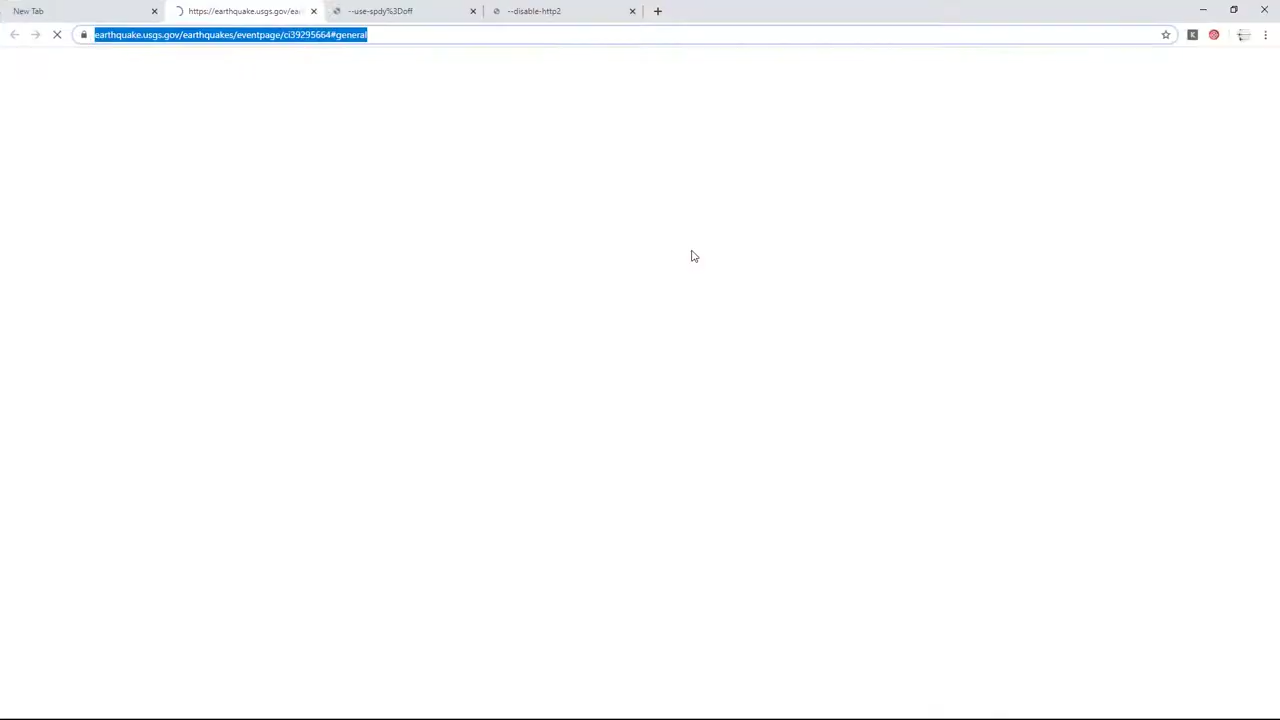 New Tab
https://earthquake.usgs.gov/ea
--use-spdy%3Doff
--disable-http2
earthquake.usgs.gov/earthquakes/eventpage/ci39295664#general
K